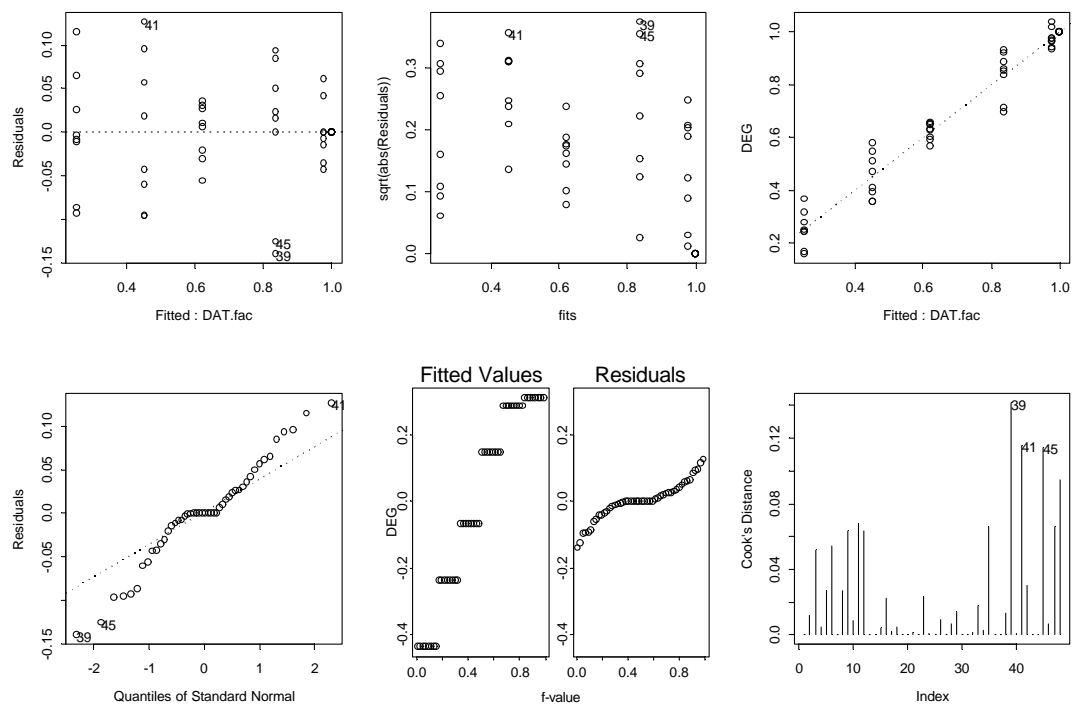 Residuals
0.10
0.05
0.0
-0.05
-0.15
41
45
39
0.4 0.6 0.8 1.0
Fitted : DAT.fac
sqrt(abs(Residuals))
0.3
0.2
0.1
0.0
41
39
45
0.4 0.6 0.8 1.0
fits
DEG
1.0
0.8
0.6
0.4
0.2
0.4 0.6 0.8 1.0
Fitted : DAT.fac
Residuals
0.10
0.05
0.0
-0.05
-0.15
41
45
39
-2 -1 0 1 2
Quantiles of Standard Normal
Fitted Values
Residuals
DEG
0.2
0.0
-0.2
-0.4
0.2
0.0
-0.2
-0.4
0.0 0.4 0.8
0.0 0.4 0.8
f-value
Cook's Distance
0.12
0.08
0.04
0.0
39
41
45
0 10 20 30 40
Index